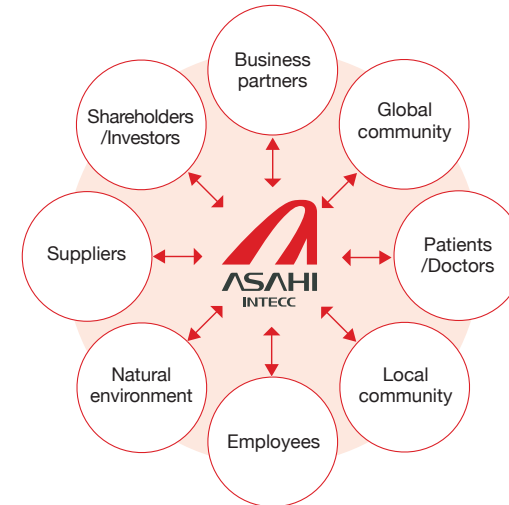 Business
partners
Shareholders
/Investors
Global
community
Suppliers
ASAHI
INTECC
Patients
/Doctors
Natural
environment
Local
community
Employees